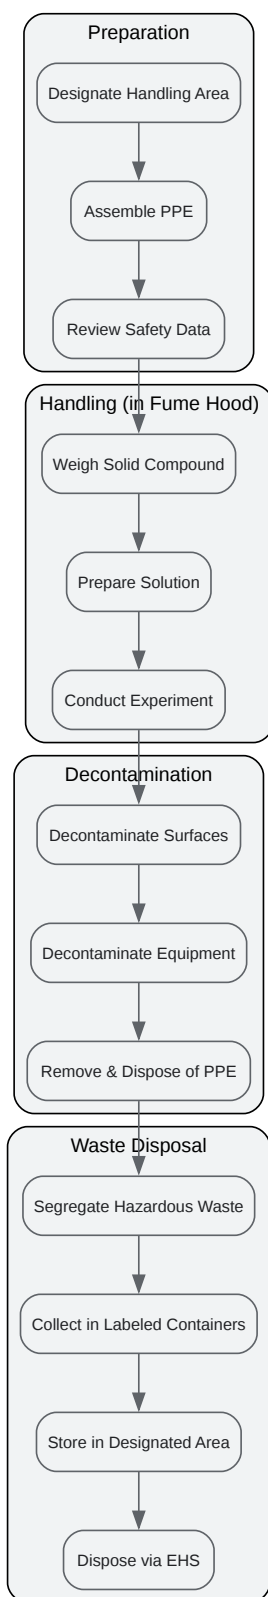 Preparation
Designate Handling Area
Assemble PPE
Review Safety Data
Handling (in Fume Hood)
Weigh Solid Compound
Prepare Solution
Conduct Experiment
Decontamination
Decontaminate Surfaces
Decontaminate Equipment
Remove & Dispose of PPE
Waste Disposal
Segregate Hazardous Waste
Collect in Labeled Containers
Store in Designated Area
Dispose via EHS